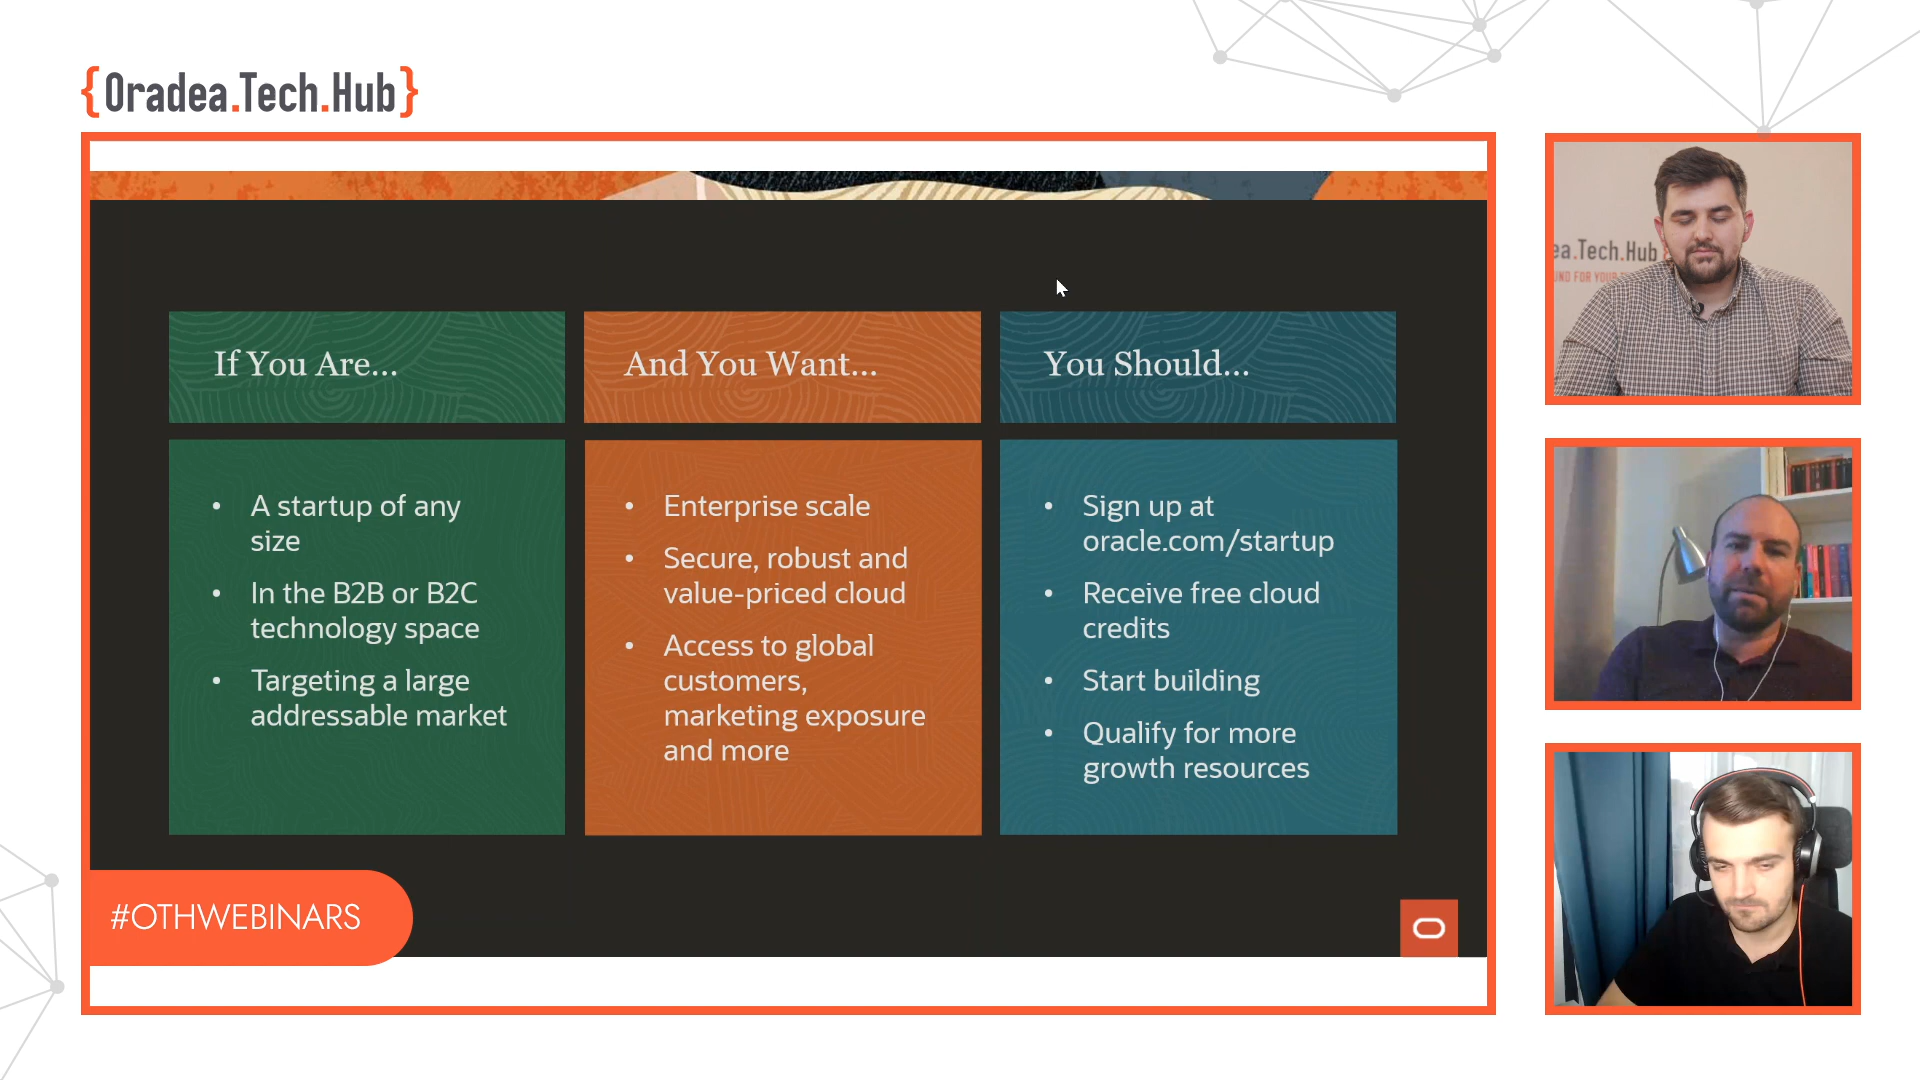 {Oradea.Tech.Hub}
If You Are...
• A startup of any
size
• In the B2B or B2C
technology space
• Targeting a large
addressable market
And You Want...
• Enterprise scale
• Secure, robust and
value-priced cloud
• Access to global
customers,
marketing exposure
and more
You Should...
• Sign up at
oracle.com/startup
• Receive free cloud
credits
• Start building
• Qualify for more
growth resources
#OTHWEBINARS
ea.Tech.Hub
FOR YOUR